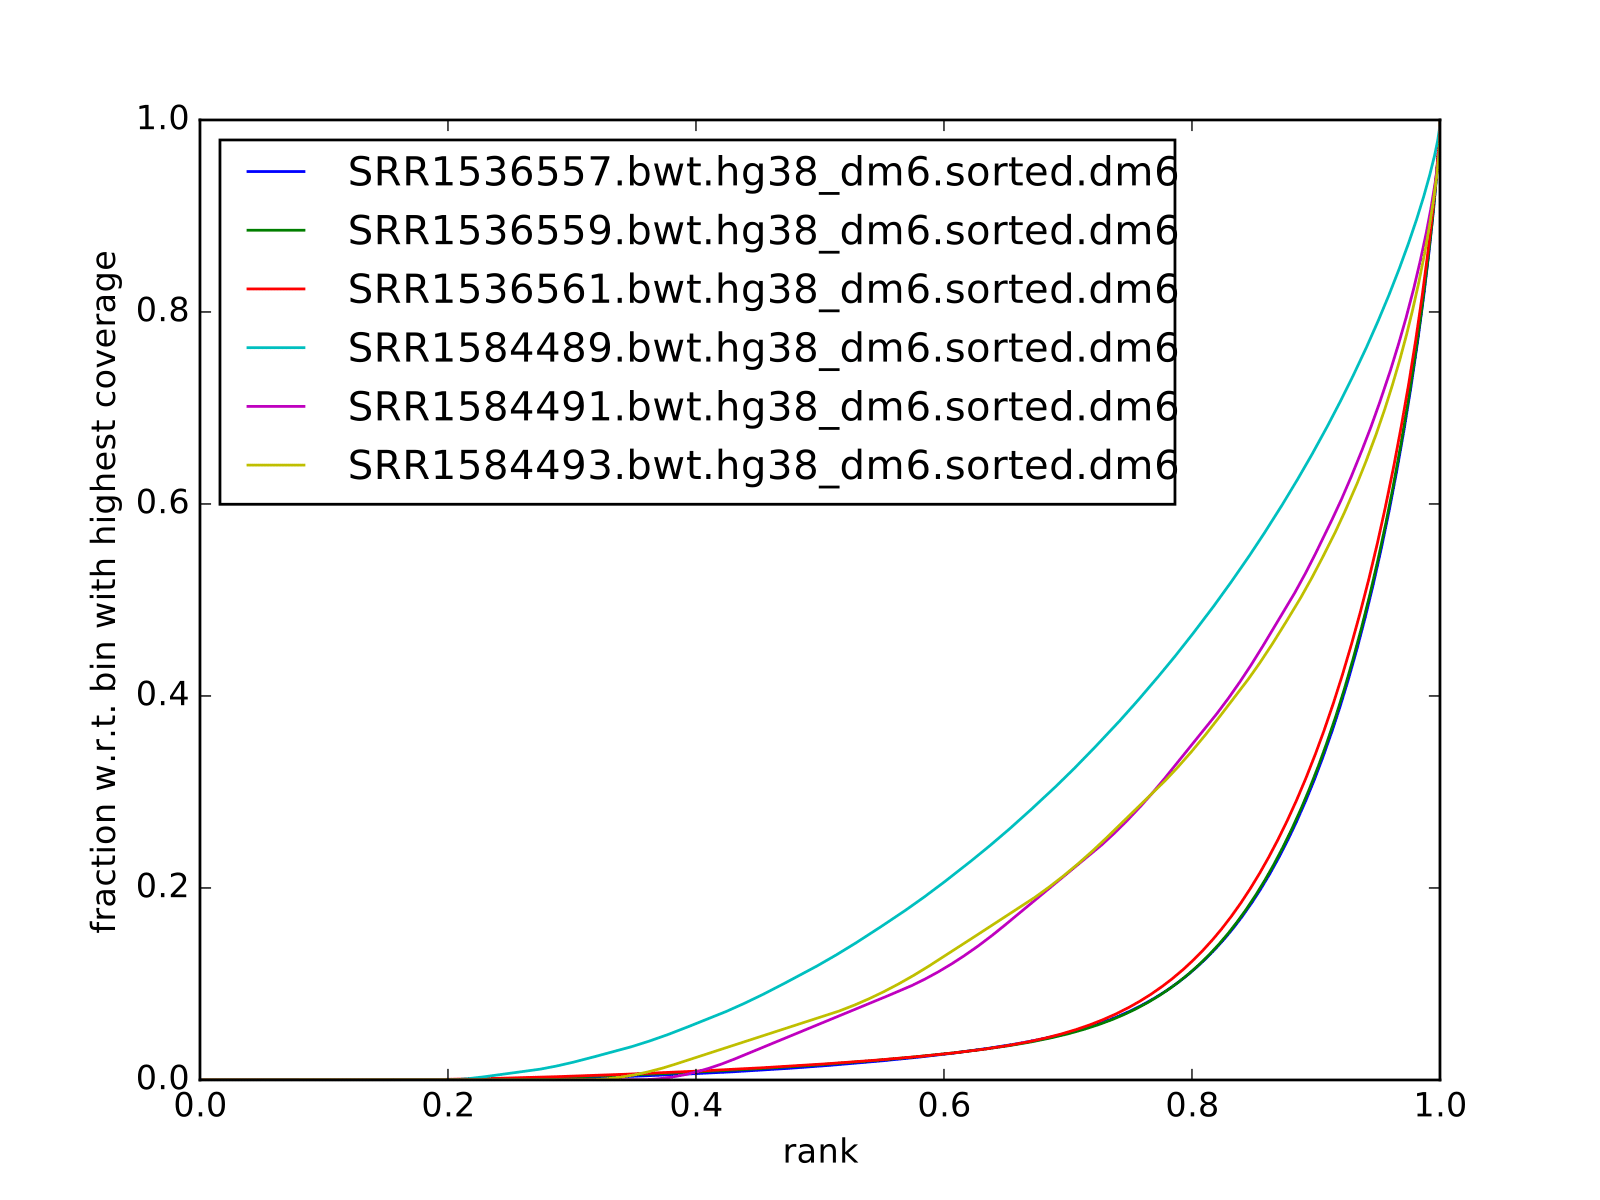 1.0
0.8
0.6
0.4
0.2
0.0
fraction w.r.t. bin with highest coverage
SRR1536557.bwt.hg38_dm6.sorted.dm6
SRR1536559.bwt.hg38_dm6.sorted.dm6
SRR1536561.bwt.hg38_dm6.sorted.dm6
SRR1584489.bwt.hg38_dm6.sorted.dm6
SRR1584491.bwt.hg38_dm6.sorted.dm6
SRR1584493.bwt.hg38_dm6.sorted.dm6
0.0 0.2 0.4 0.6 0.8 1.0
rank